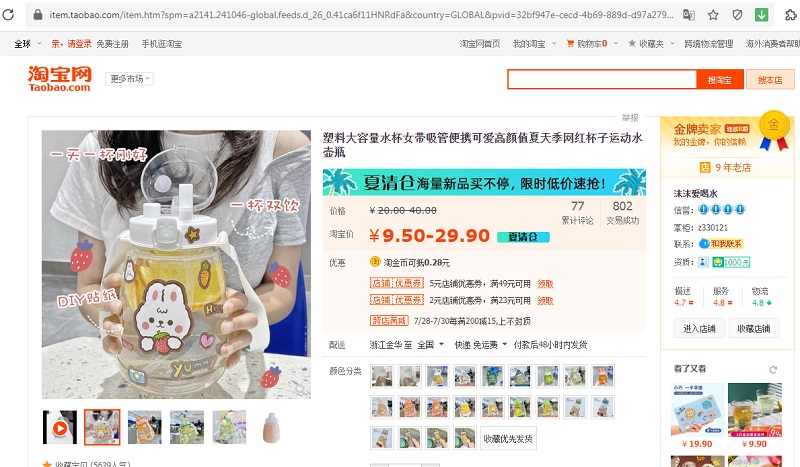 item.taobao.com/item.htm?spm=a2141.241046-global.feeds.d_26_0.41ca6f11HNRdFa&country=GLOBAL&pvid=32bf947e-cecd-4b69-889d-d97a279...
全球 亲，请登录 免费注册 手机逛淘宝 淘宝网首页 我的淘宝 购物车0 收藏夹 跨境物流管理 海外消费者帮助
淘宝网
Taobao.com
更多市场
搜淘宝
搜本店
举报
一天一杯刚好
一杯双饮
DIY贴纸
yummy
塑料大容量水杯女带吸管便携可爱高颜值夏天季网红杯子运动水
壶瓶
夏清仓 海量新品买不停，限时低价速抢！
价格 ¥ 20.00-40.00
77
累计评论
802
交易成功
淘宝价 ¥ 9.50-29.90 夏清仓
优惠 淘金币可抵0.28元
店铺优惠券 5元店铺优惠券，满49元可用 领取
店铺优惠券 2元店铺优惠券，满23元可用 领取
跨店满减 7/28-7/30每满200减15,上不封顶
配送 浙江金华 至 全国 快递 免运费 付款后48小时内发货
颜色分类
收藏优先发货
收藏宝贝 (5639人气)
金牌卖家 连续6期
我的金牌，你的信赖
金
店 9 年老店
沫沫爱喝水
信誉：
掌柜：z330121
联系：和我联系
资质：1000元
描述 服务 物流
4.7 = 4.8 = 4.8
进入店铺 收藏店铺
看了又看
¥ 19.90
¥ 9.90